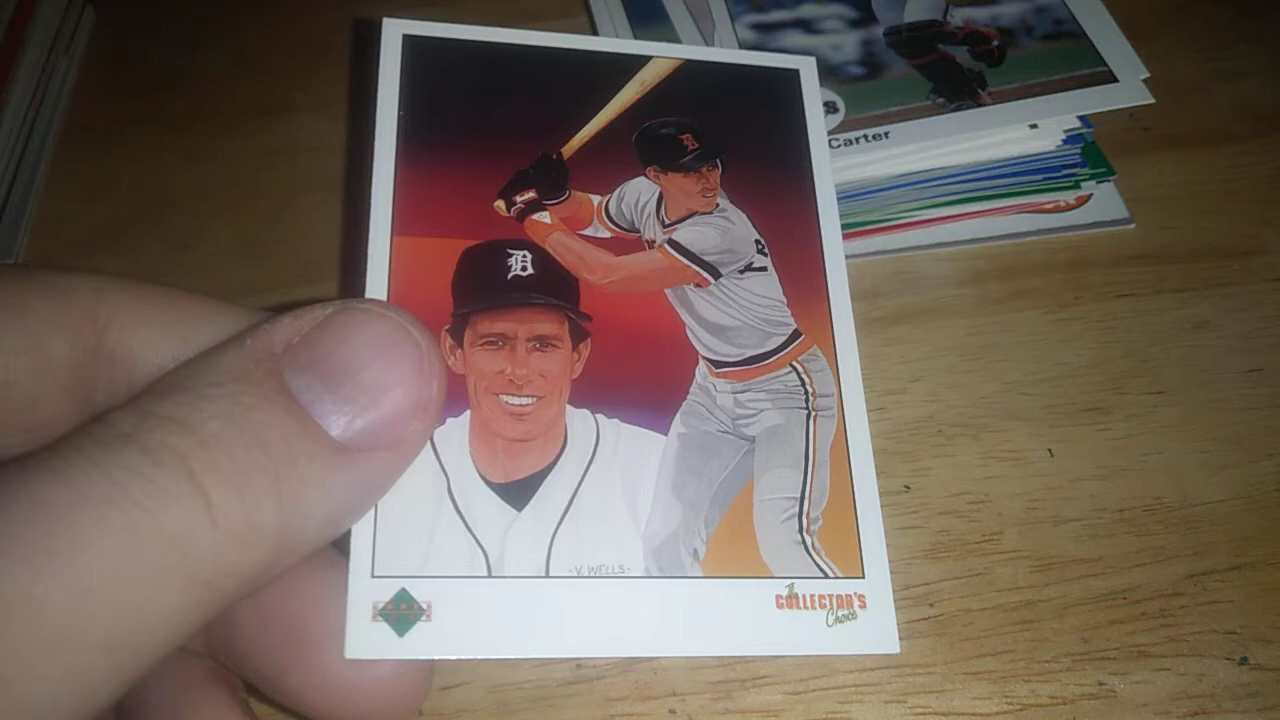 Carter
D
D
- V. WELLS -
The
COLLECTOR'S
Choice